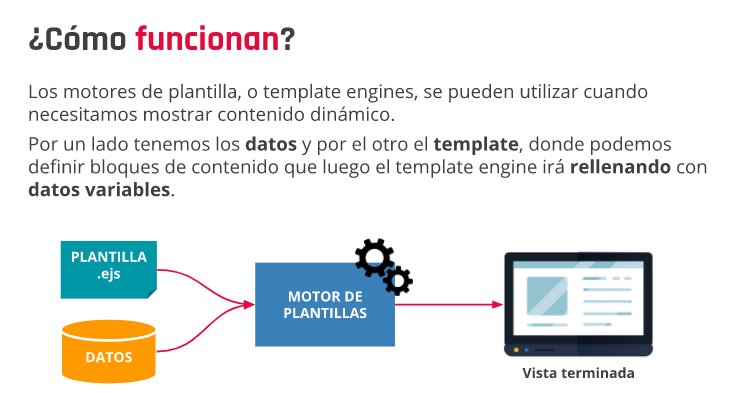 ¿Cómo funcionan?
Los motores de plantilla, o template engines, se pueden utilizar cuando
necesitamos mostrar contenido dinámico.
Por un lado tenemos los datos y por el otro el template, donde podemos
definir bloques de contenido que luego el template engine irá rellenando con
datos variables.
PLANTILLA
.ejs
MOTOR DE
PLANTILLAS
DATOS
Vista terminada